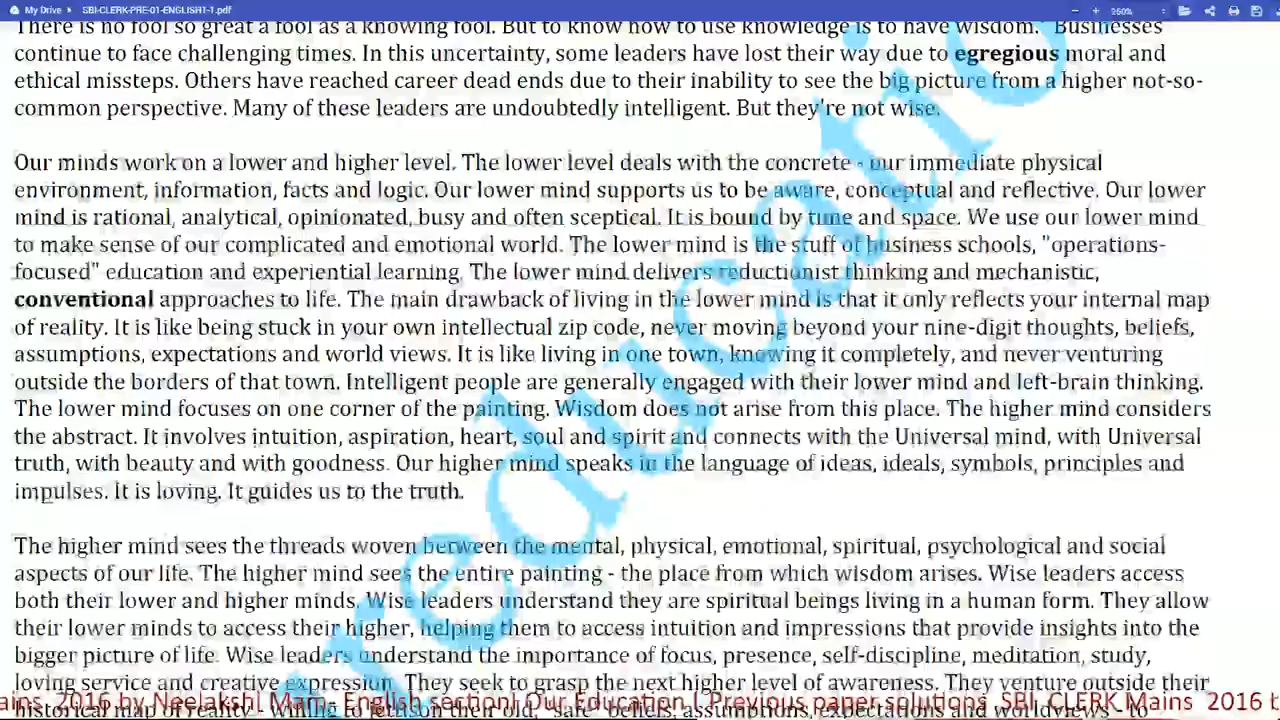 My Drive SBI-CLERK-PRE-01-ENGLISH1-1.pdf 260%
There is no fool so great a fool as a knowing fool. But to know how to use knowledge is to have wisdom." Businesses
continue to face challenging times. In this uncertainty, some leaders have lost their way due to egregious moral and
ethical missteps. Others have reached career dead ends due to their inability to see the big picture from a higher not-so-
common perspective. Many of these leaders are undoubtedly intelligent. But they're not wise.
Our minds work on a lower and higher level. The lower level deals with the concrete - our immediate physical
environment, information, facts and logic. Our lower mind supports us to be aware, conceptual and reflective. Our lower
mind is rational, analytical, opinionated, busy and often sceptical. It is bound by time and space. We use our lower mind
to make sense of our complicated and emotional world. The lower mind is the stuff of business schools, "operations-
focused" education and experiential learning. The lower mind delivers reductionist thinking and mechanistic,
conventional approaches to life. The main drawback of living in the lower mind is that it only reflects your internal map
of reality. It is like being stuck in your own intellectual zip code, never moving beyond your nine-digit thoughts, beliefs,
assumptions, expectations and world views. It is like living in one town, knowing it completely, and never venturing
outside the borders of that town. Intelligent people are generally engaged with their lower mind and left-brain thinking.
The lower mind focuses on one corner of the painting. Wisdom does not arise from this place. The higher mind considers
the abstract. It involves intuition, aspiration, heart, soul and spirit and connects with the Universal mind, with Universal
truth, with beauty and with goodness. Our higher mind speaks in the language of ideas, ideals, symbols, principles and
impulses. It is loving. It guides us to the truth.
The higher mind sees the threads woven between the mental, physical, emotional, spiritual, psychological and social
aspects of our life. The higher mind sees the entire painting - the place from which wisdom arises. Wise leaders access
both their lower and higher minds. Wise leaders understand they are spiritual beings living in a human form. They allow
their lower minds to access their higher, helping them to access intuition and impressions that provide insights into the
bigger picture of life. Wise leaders understand the importance of focus, presence, self-discipline, meditation, study,
loving service and creative expression. They seek to grasp the next higher level of awareness. They venture outside their
historical map of reality - willing to jettison their old, "safe" beliefs, assumptions, expectations and worldviews - to
ains 2016 by Neelakshi Mam- English section| Our Education | Previous paper solutions SBI CLERK Mains 2016 b
reducatio